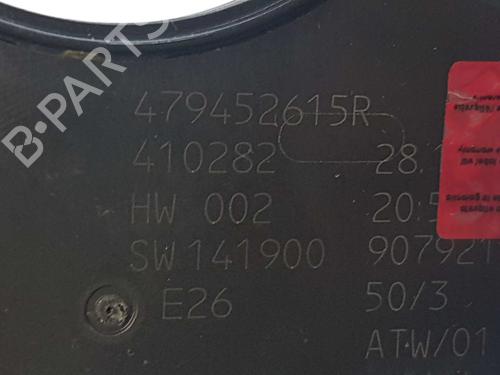 479452615R
410282 28.
HW 002 20:5
SW 141900 907921
E26 50/3
ATW/01
B-PARTS